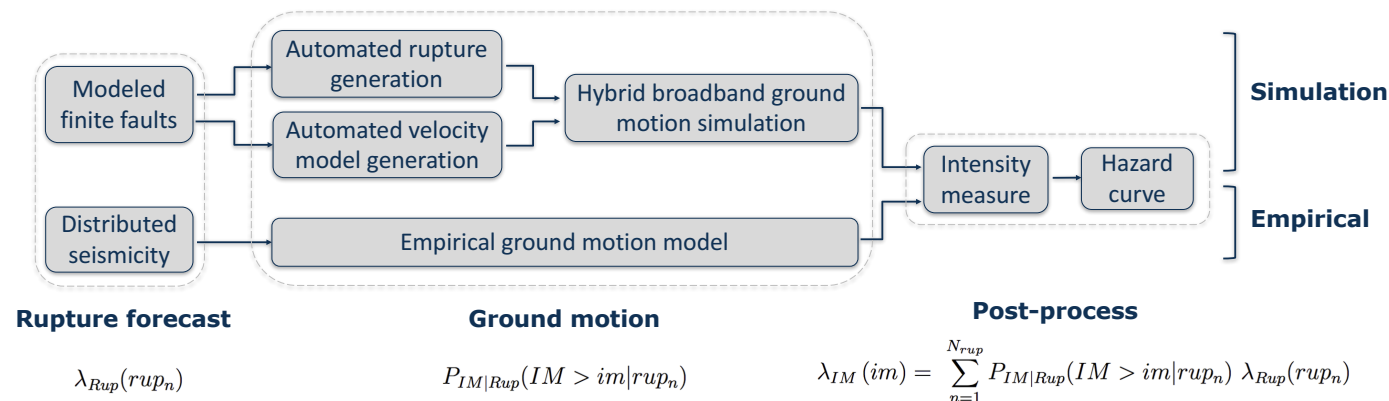 Modeled
finite faults
Distributed
seismicity
Automated rupture
generation
Automated velocity
model generation
Hybrid broadband ground
motion simulation
Empirical ground motion model
Intensity
measure
Hazard
curve
Simulation
Empirical
Rupture forecast
Ground motion
Post-process
λ_{Rup}(rup_n)
P_{IM|Rup}(IM > im|rup_n)
λ_{IM} (im) = \sum_{n=1}^{N_{rup}} P_{IM|Rup}(IM > im|rup_n) λ_{Rup}(rup_n)